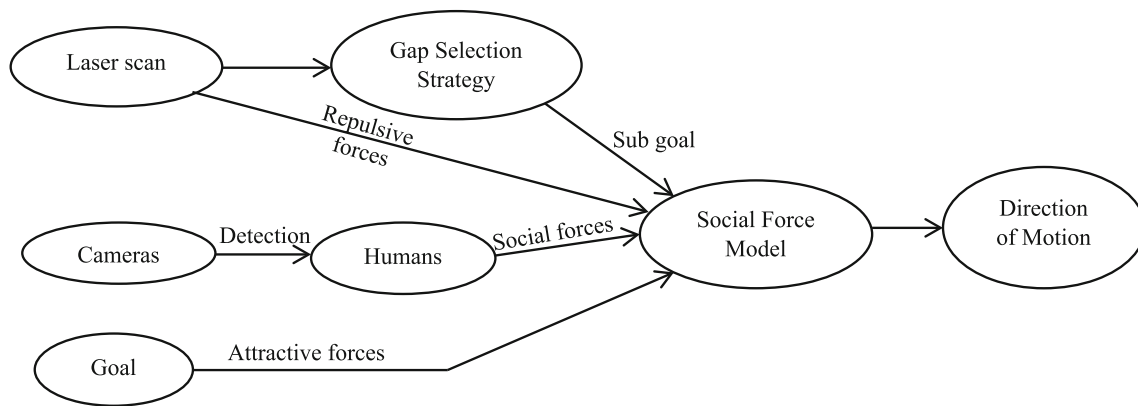 Laser scan
Gap Selection
Strategy
Repulsive
forces
Sub goal
Cameras
Detection
Humans
Social forces
Social Force
Model
Direction
of Motion
Goal
Attractive forces